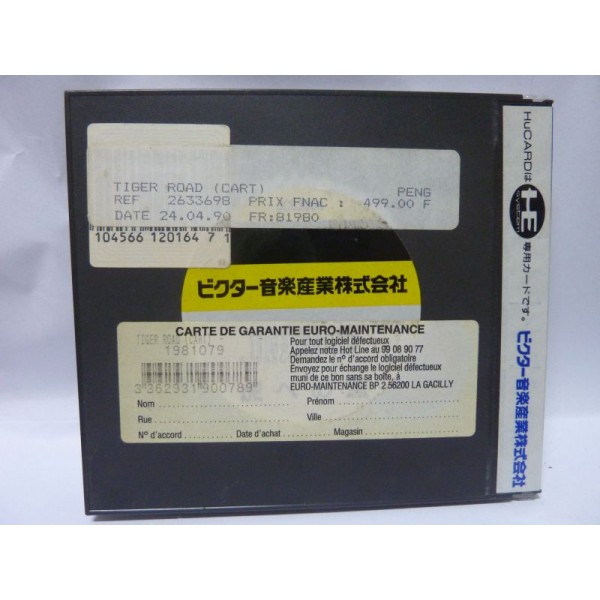 TIGER ROAD (CART) PENG
REF 2633698 PRIX FNAC : 499.00 F
DATE 24.04.90 FR:81980
104566 120164 7 1
ビクター音楽産業株式会社
CARTE DE GARANTIE EURO-MAINTENANCE
TIGER ROAD (CART) -
1981079
3 362931 900789
Pour tout logiciel défectueux
Appelez notre Hot Line au 99 08 90 77
Demandez le n° d'accord obligatoire
Envoyez pour échange le logiciel défectueux
muni de ce bon sans sa boîte, à
EURO-MAINTENANCE BP 2.56200 LA GACILLY
Nom Prénom
Rue Ville
N° d'accord Date d'achat Magasin
HuCARDは HE 専用カードです。 ビクター音楽産業株式会社